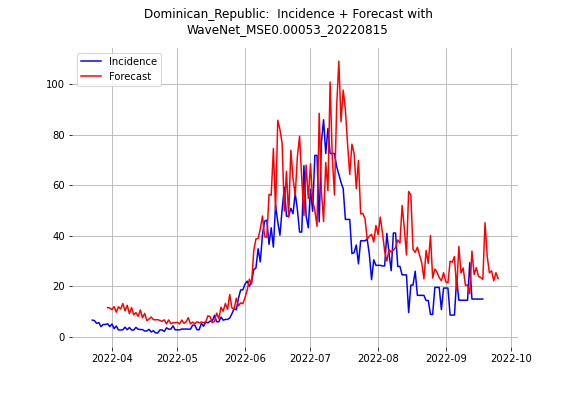 Dominican_Republic:  Incidence + Forecast with
WaveNet_MSE0.00053_20220815
Incidence
Forecast
100
80
60
40
20
0
2022-04 2022-05 2022-06 2022-07 2022-08 2022-09 2022-10